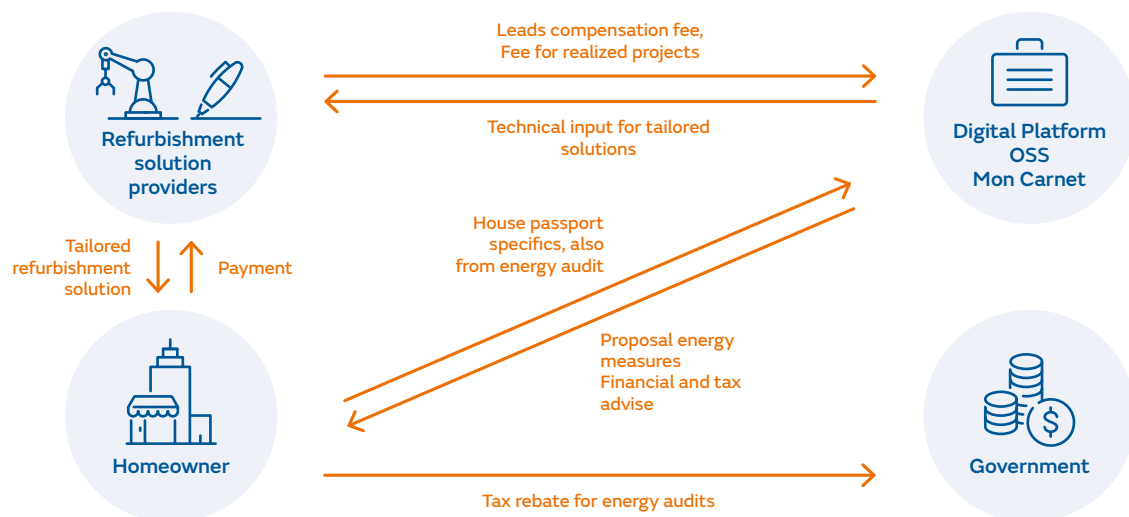 Leads compensation fee,
Fee for realized projects
Technical input for tailored
solutions
Refurbishment
solution
providers
Digital Platform
OSS
Mon Carnet
House passport
specifics, also
from energy audit
Tailored
refurbishment
solution
Payment
Proposal energy
measures
Financial and tax
advise
Homeowner
$
Government
Tax rebate for energy audits